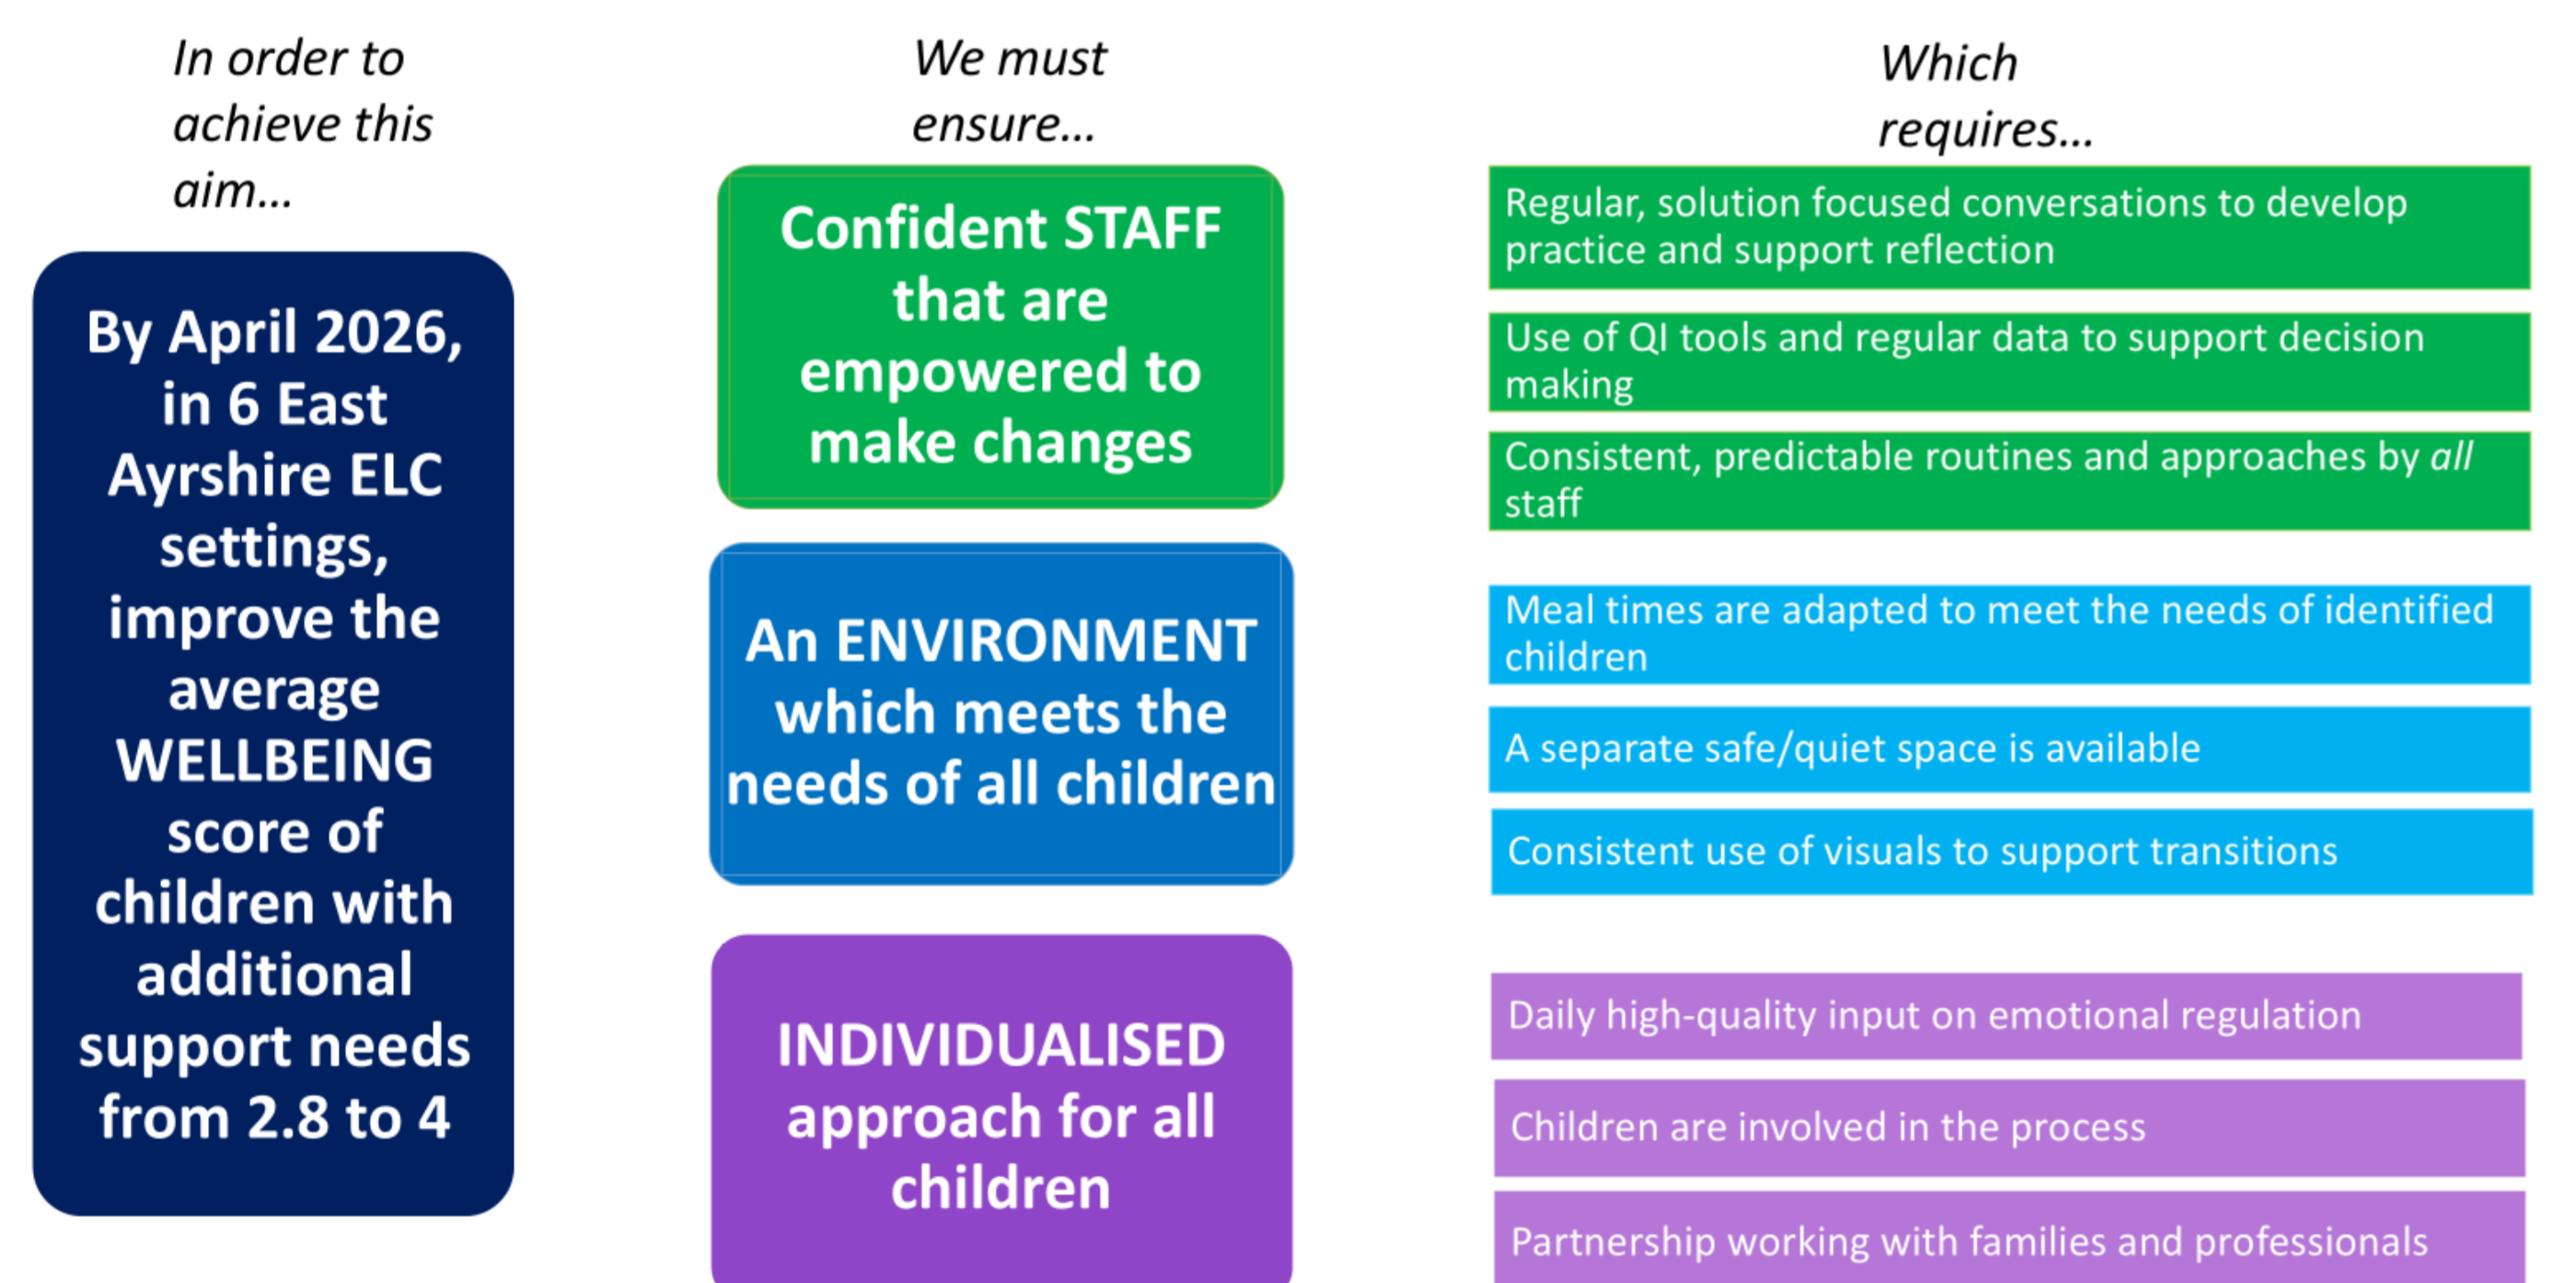 In order to
achieve this
aim...
We must
ensure...
Which
requires...
By April 2026,
in 6 East
Ayrshire ELC
settings,
improve the
average
WELLBEING
score of
children with
additional
support needs
from 2.8 to 4
Confident STAFF
that are
empowered to
make changes
Regular, solution focused conversations to develop
practice and support reflection
Use of QI tools and regular data to support decision
making
Consistent, predictable routines and approaches by all
staff
An ENVIRONMENT
which meets the
needs of all children
Meal times are adapted to meet the needs of identified
children
A separate safe/quiet space is available
Consistent use of visuals to support transitions
INDIVIDUALISED
approach for all
children
Daily high-quality input on emotional regulation
Children are involved in the process
Partnership working with families and professionals